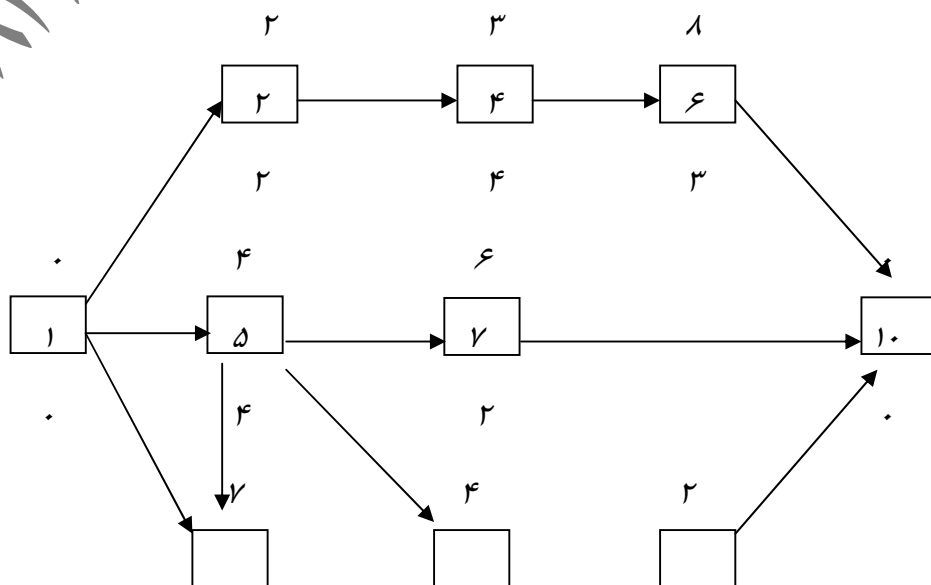 ۲ ۳ ۸
۲ ۴ ۶
۲ ۴ ۳
۰ ۴ ۶ ۰
۱ ۵ ۷ ۱۰
۰ ۴ ۲ ۰
۷ ۴ ۲